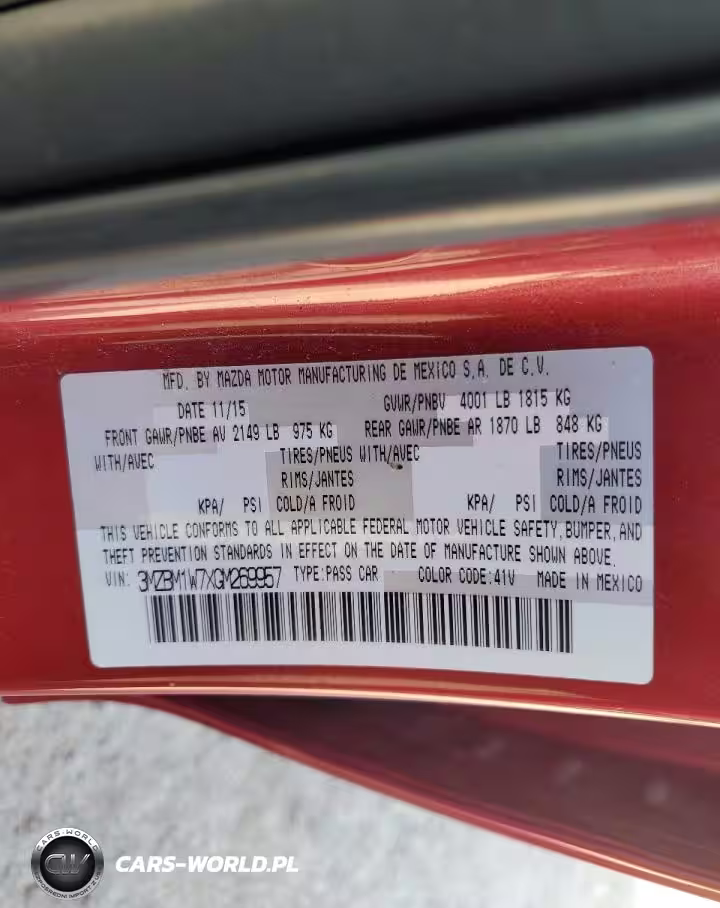 MFD. BY MAZDA MOTOR MANUFACTURING DE MEXICO S.A. DE C.V.
DATE 11/15 GVWR/PNBV 4001 LB 1815 KG
FRONT GAWR/PNBE AV 2149 LB 975 KG REAR GAWR/PNBE AR 1870 LB 848 KG
WITH/AVEC TIRES/PNEUS WITH/AVEC TIRES/PNEUS
RIMS/JANTES RIMS/JANTES
KPA/ PSI COLD/A FROID KPA/ PSI COLD/A FROID
THIS VEHICLE CONFORMS TO ALL APPLICABLE FEDERAL MOTOR VEHICLE SAFETY, BUMPER, AND
THEFT PREVENTION STANDARDS IN EFFECT ON THE DATE OF MANUFACTURE SHOWN ABOVE.
VIN: 3MZBM1W7XGM269957 TYPE:PASS CAR COLOR CODE:41V MADE IN MEXICO
CARS-WORLD
CW
CARS-WORLD.PL